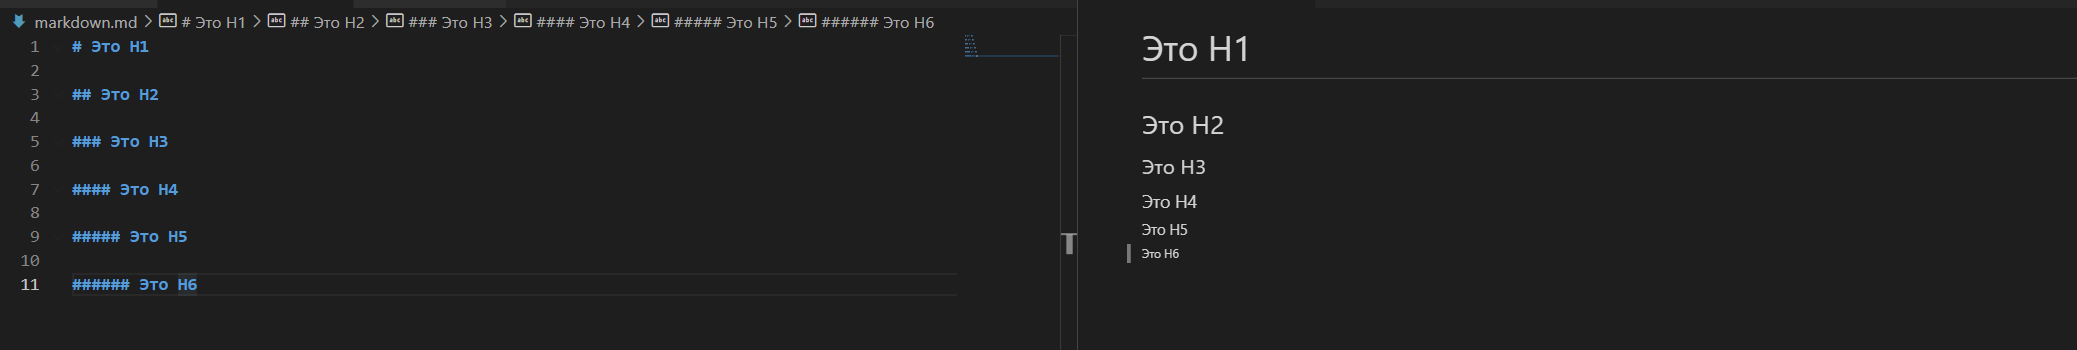 markdown.md > # Это H1 > ## Это H2 > ### Это H3 > #### Это H4 > ##### Это H5 > ###### Это H6
1 # Это H1
2
3 ## Это H2
4
5 ### Это H3
6
7 #### Это H4
8
9 ##### Это H5
10
11 ###### Это H6
Это H1
Это H2
Это H3
Это H4
Это H5
Это H6